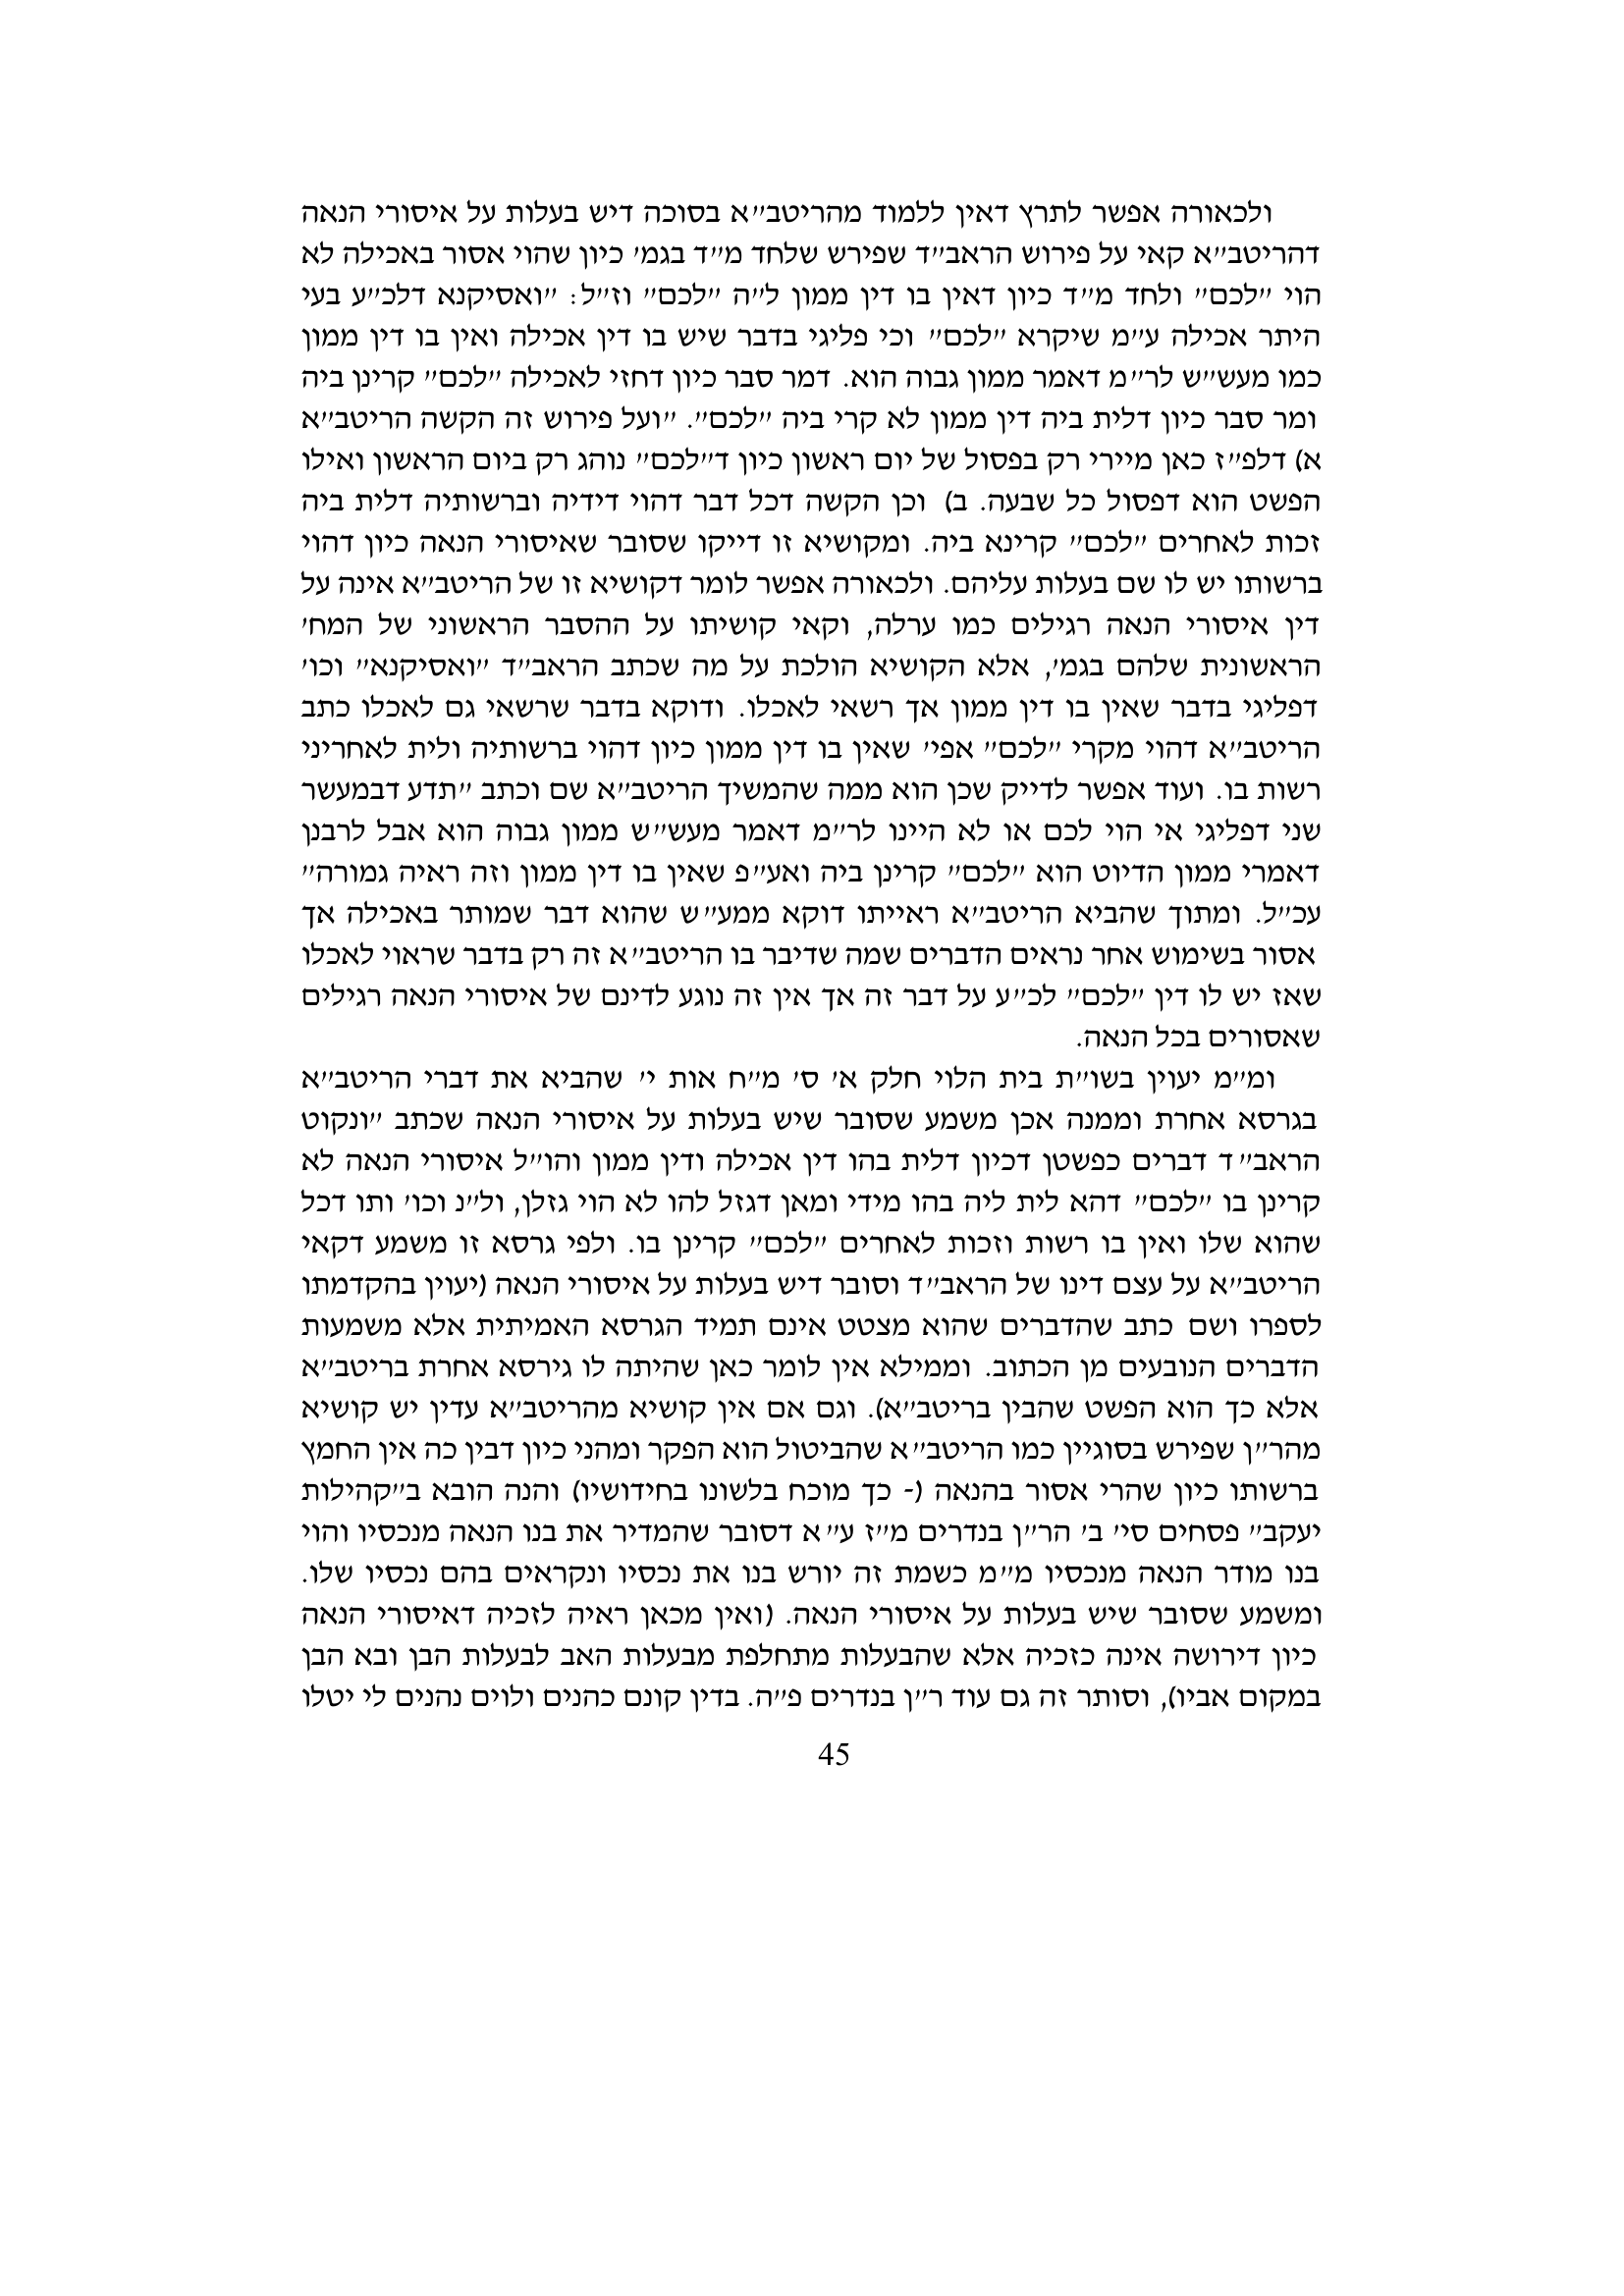 ולכאורה אפשר לתרץ דאין ללמוד מהריטב״א בסוכה דיש בעלות על איסורי הנאה
דהריטב״א קאי על פירוש הראב״ד שפירש שלחד מ״ד בגמ׳ כיון שהוי אסור באכילה לא
הוי ״לכם״ ולחד מ״ד כיון דאין בו דין ממון ל״ה ״לכם״ וז״ל: ״ואסיקנא דלכ״ע בעי
היתר אכילה ע״מ שיקרא ״לכם״ וכי פליגי בדבר שיש בו דין אכילה ואין בו דין ממון
כמו מעש״ש לר״מ דאמר ממון גבוה הוא. דמר סבר כיון דחזי לאכילה ״לכם״ קרינן ביה
ומר סבר כיון דלית ביה דין ממון לא קרי ביה ״לכם״. ״ועל פירוש זה הקשה הריטב״א
א) דלפ״ז כאן מיירי רק בפסול של יום ראשון כיון ד״לכם״ נוהג רק ביום הראשון ואילו
הפשט הוא דפסול כל שבעה. ב) וכן הקשה דכל דבר דהוי דידיה וברשותיה דלית ביה
זכות לאחרים ״לכם״ קרינא ביה. ומקושיא זו דייקו שסובר שאיסורי הנאה כיון דהוי
ברשותו יש לו שם בעלות עליהם. ולכאורה אפשר לומר דקושיא זו של הריטב״א אינה על
דין איסורי הנאה רגילים כמו ערלה, וקאי קושיתו על ההסבר הראשוני של המח׳
הראשונית שלהם בגמ׳, אלא הקושיא הולכת על מה שכתב הראב״ד ״ואסיקנא״ וכו׳
דפליגי בדבר שאין בו דין ממון אך רשאי לאכלו. ודוקא בדבר שרשאי גם לאכלו כתב
הריטב״א דהוי מקרי ״לכם״ אפי׳ שאין בו דין ממון כיון דהוי ברשותיה ולית לאחריני
רשות בו. ועוד אפשר לדייק שכן הוא ממה שהמשיך הריטב״א שם וכתב ״תדע דבמעשר
שני דפליגי אי הוי לכם או לא היינו לר״מ דאמר מעש״ש ממון גבוה הוא אבל לרבנן
דאמרי ממון הדיוט הוא ״לכם״ קרינן ביה ואע״פ שאין בו דין ממון וזה ראיה גמורה״
עכ״ל. ומתוך שהביא הריטב״א ראייתו דוקא ממע״ש שהוא דבר שמותר באכילה אך
אסור בשימוש אחר נראים הדברים שמה שדיבר בו הריטב״א זה רק בדבר שראוי לאכלו
שאז יש לו דין ״לכם״ לכ״ע על דבר זה אך אין זה נוגע לדינם של איסורי הנאה רגילים
שאסורים בכל הנאה.
ומ״מ יעוין בשו״ת בית הלוי חלק א׳ ס׳ מ״ח אות י׳ שהביא את דברי הריטב״א
בגרסא אחרת וממנה אכן משמע שסובר שיש בעלות על איסורי הנאה שכתב ״ונקוט
הראב״ד דברים כפשטן דכיון דלית בהו דין אכילה ודין ממון והו״ל איסורי הנאה לא
קרינן בו ״לכם״ דהא לית ליה בהו מידי ומאן דגזל להו לא הוי גזלן, ול״נ וכו׳ ותו דכל
שהוא שלו ואין בו רשות וזכות לאחרים ״לכם״ קרינן בו. ולפי גרסא זו משמע דקאי
הריטב״א על עצם דינו של הראב״ד וסובר דיש בעלות על איסורי הנאה (יעוין בהקדמתו
לספרו ושם כתב שהדברים שהוא מצטט אינם תמיד הגרסא האמיתית אלא משמעות
הדברים הנובעים מן הכתוב. וממילא אין לומר כאן שהיתה לו גירסא אחרת בריטב״א
אלא כך הוא הפשט שהבין בריטב״א). וגם אם אין קושיא מהריטב״א עדין יש קושיא
מהר״ן שפירש בסוגיין כמו הריטב״א שהביטול הוא הפקר ומהני כיון דבין כה אין החמץ
ברשותו כיון שהרי אסור בהנאה (- כך מוכח בלשונו בחידושיו) והנה הובא ב״קהילות
יעקב״ פסחים סי׳ ב׳ הר״ן בנדרים מ״ז ע״א דסובר שהמדיר את בנו הנאה מנכסיו והוי
בנו מודר הנאה מנכסיו מ״מ כשמת זה יורש בנו את נכסיו ונקראים בהם נכסיו שלו.
ומשמע שסובר שיש בעלות על איסורי הנאה. (ואין מכאן ראיה לזכיה דאיסורי הנאה
כיון דירושה אינה כזכיה אלא שהבעלות מתחלפת מבעלות האב לבעלות הבן ובא הבן
במקום אביו), וסותר זה גם עוד ר״ן בנדרים פ״ה. בדין קונם כהנים ולוים נהנים לי יטלו
45